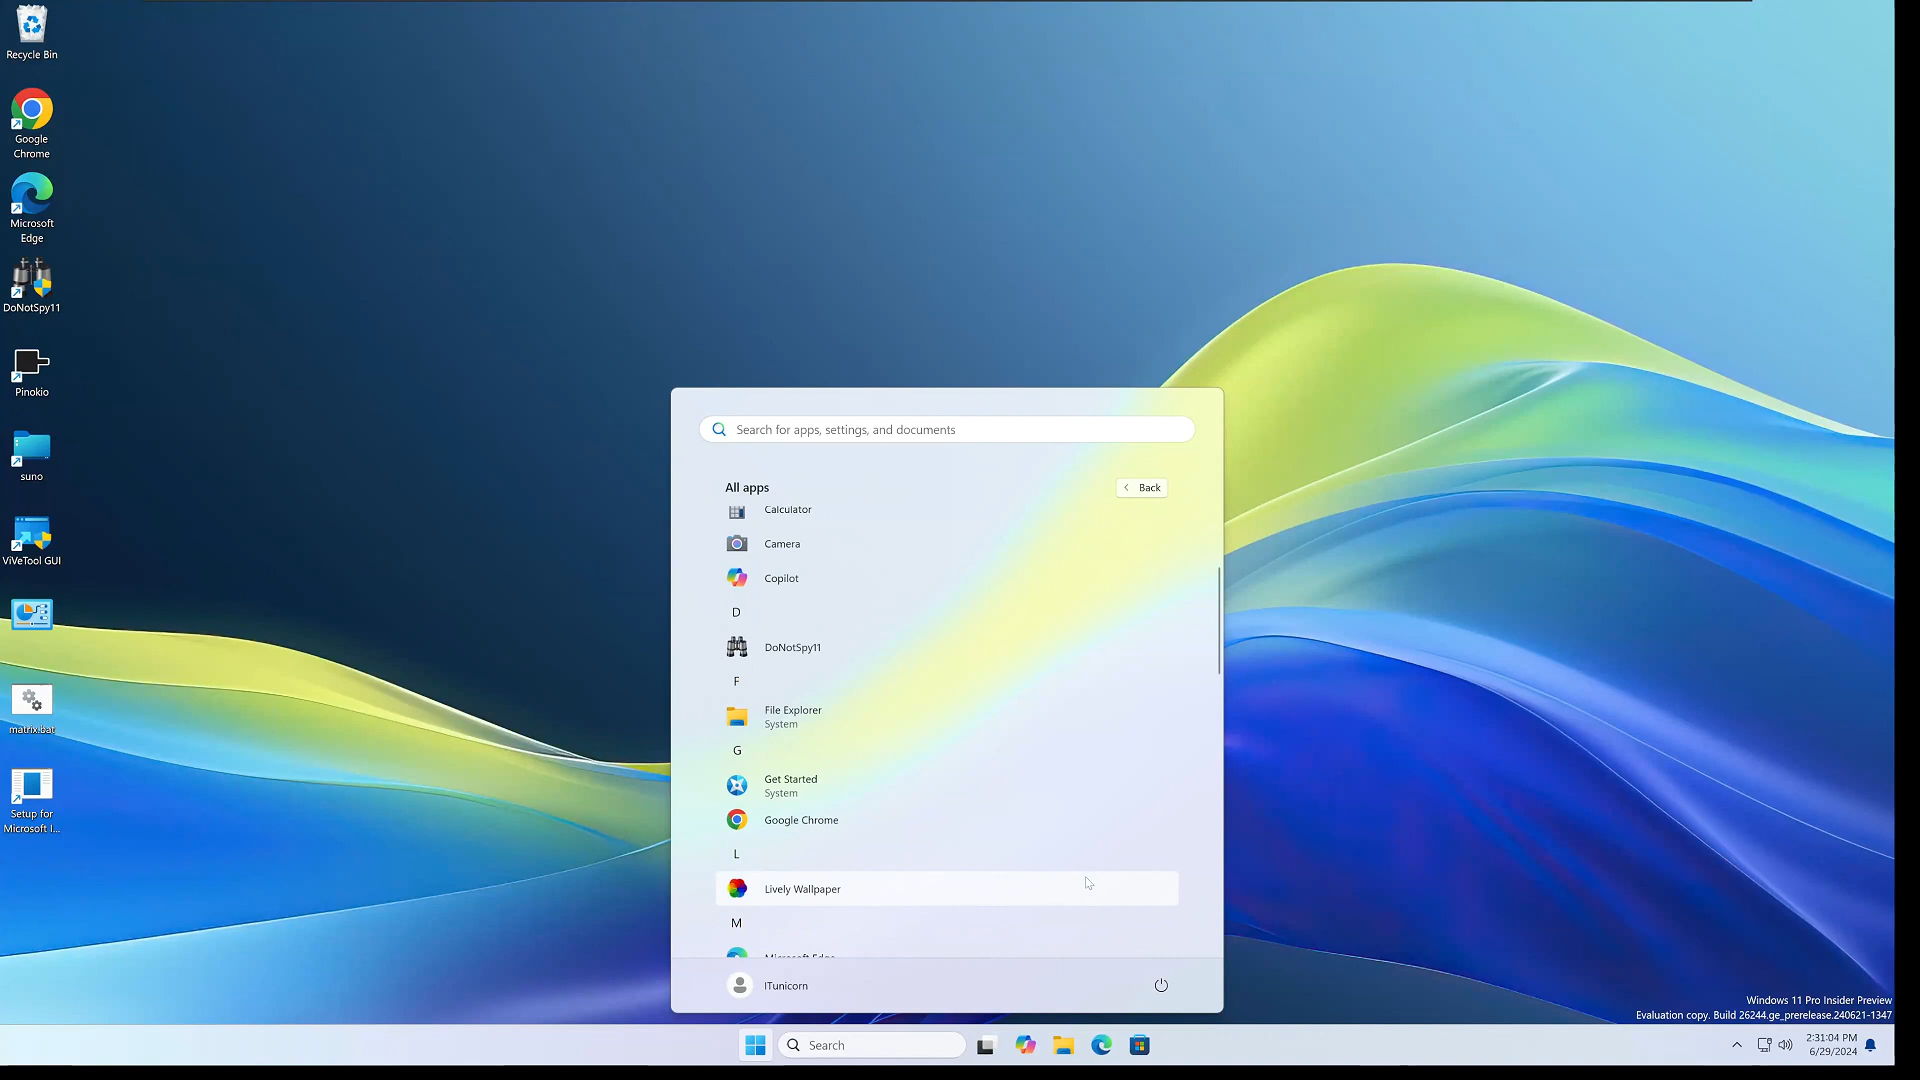 Recycle Bin
Google
Chrome
Microsoft
Edge
DoNotSpy11
Pinokio
suno
ViVeTool GUI
matrix.bat
Setup for
Microsoft I...
Search for apps, settings, and documents
All apps
Back
Calculator
Camera
Copilot
D
DoNotSpy11
F
File Explorer
System
G
Get Started
System
Google Chrome
L
Lively Wallpaper
M
Microsoft Edge
ITunicorn
Windows 11 Pro Insider Preview
Evaluation copy. Build 26244.ge_prerelease.240621-1347
Search
2:31:04 PM
6/29/2024